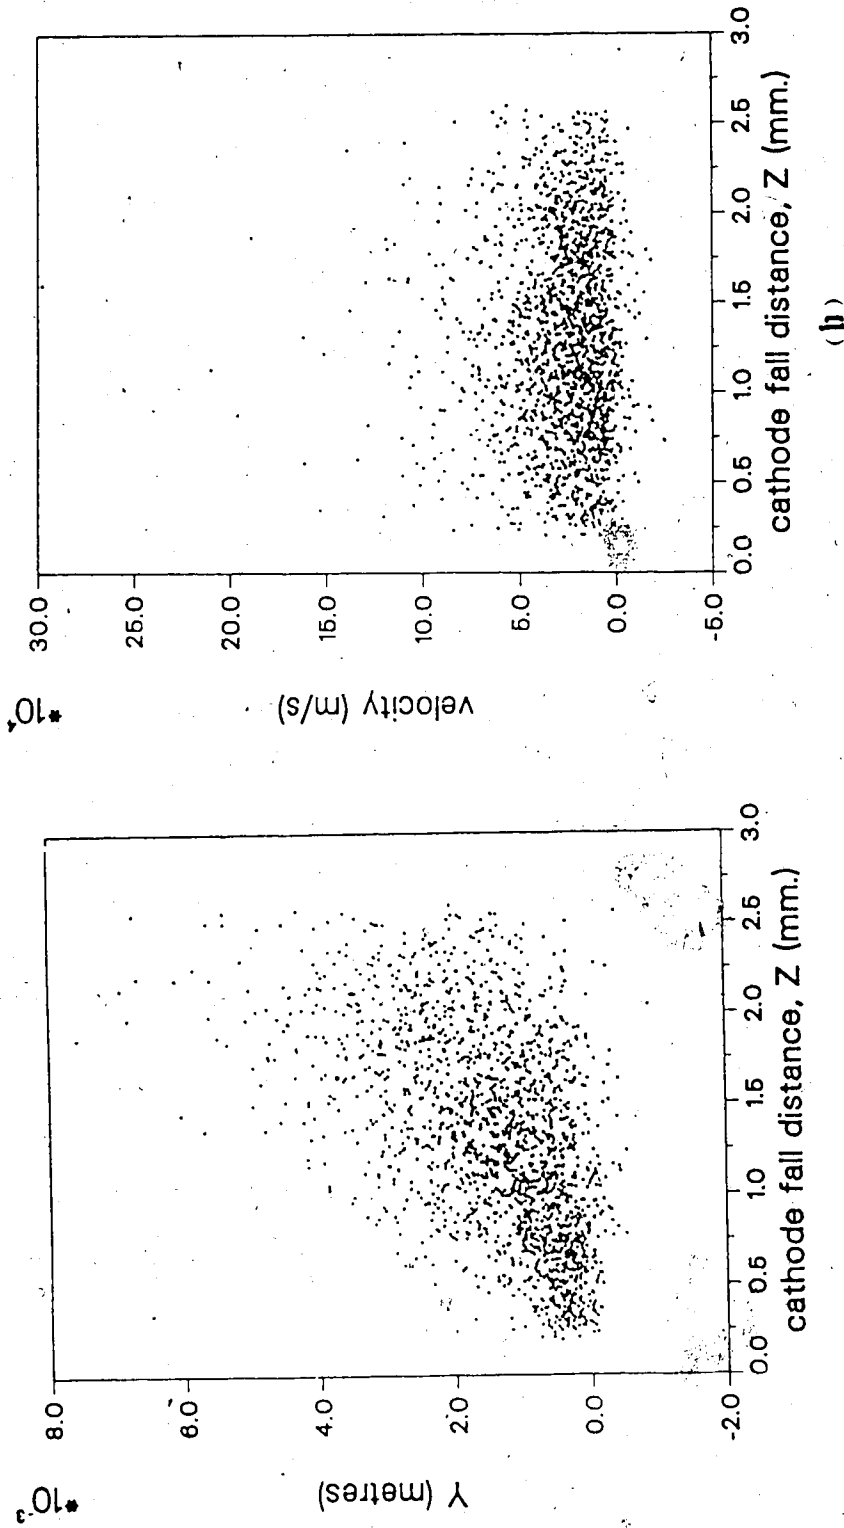 *10⁻³
Y (metres)
8.0
6.0
4.0
2.0
0.0
-2.0
0.0 0.5 1.0 1.5 2.0 2.5 3.0
cathode fall distance, Z (mm.)
*10⁴
velocity (m/s)
30.0
25.0
20.0
15.0
10.0
5.0
0.0
-5.0
0.0 0.5 1.0 1.5 2.0 2.5 3.0
cathode fall distance, Z (mm.)
(b)